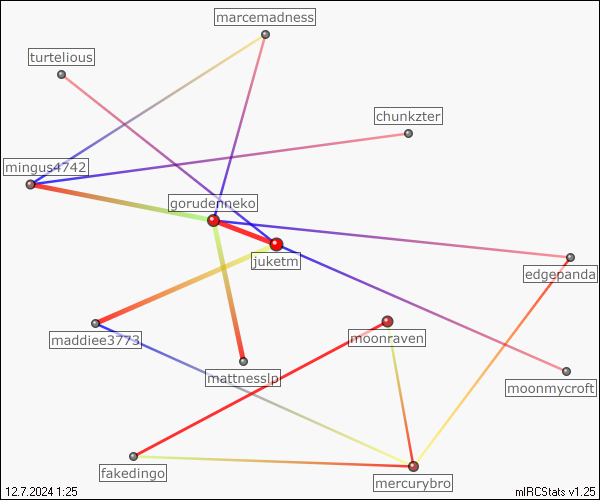 marcemadness
turtelious
chunkzter
mingus4742
gorudenneko
juketm
edgepanda
maddiee3773
moonraven
mattnesslp
moonmycroft
fakedingo
mercurybro
12.7.2024 1:25
mIRCStats v1.25